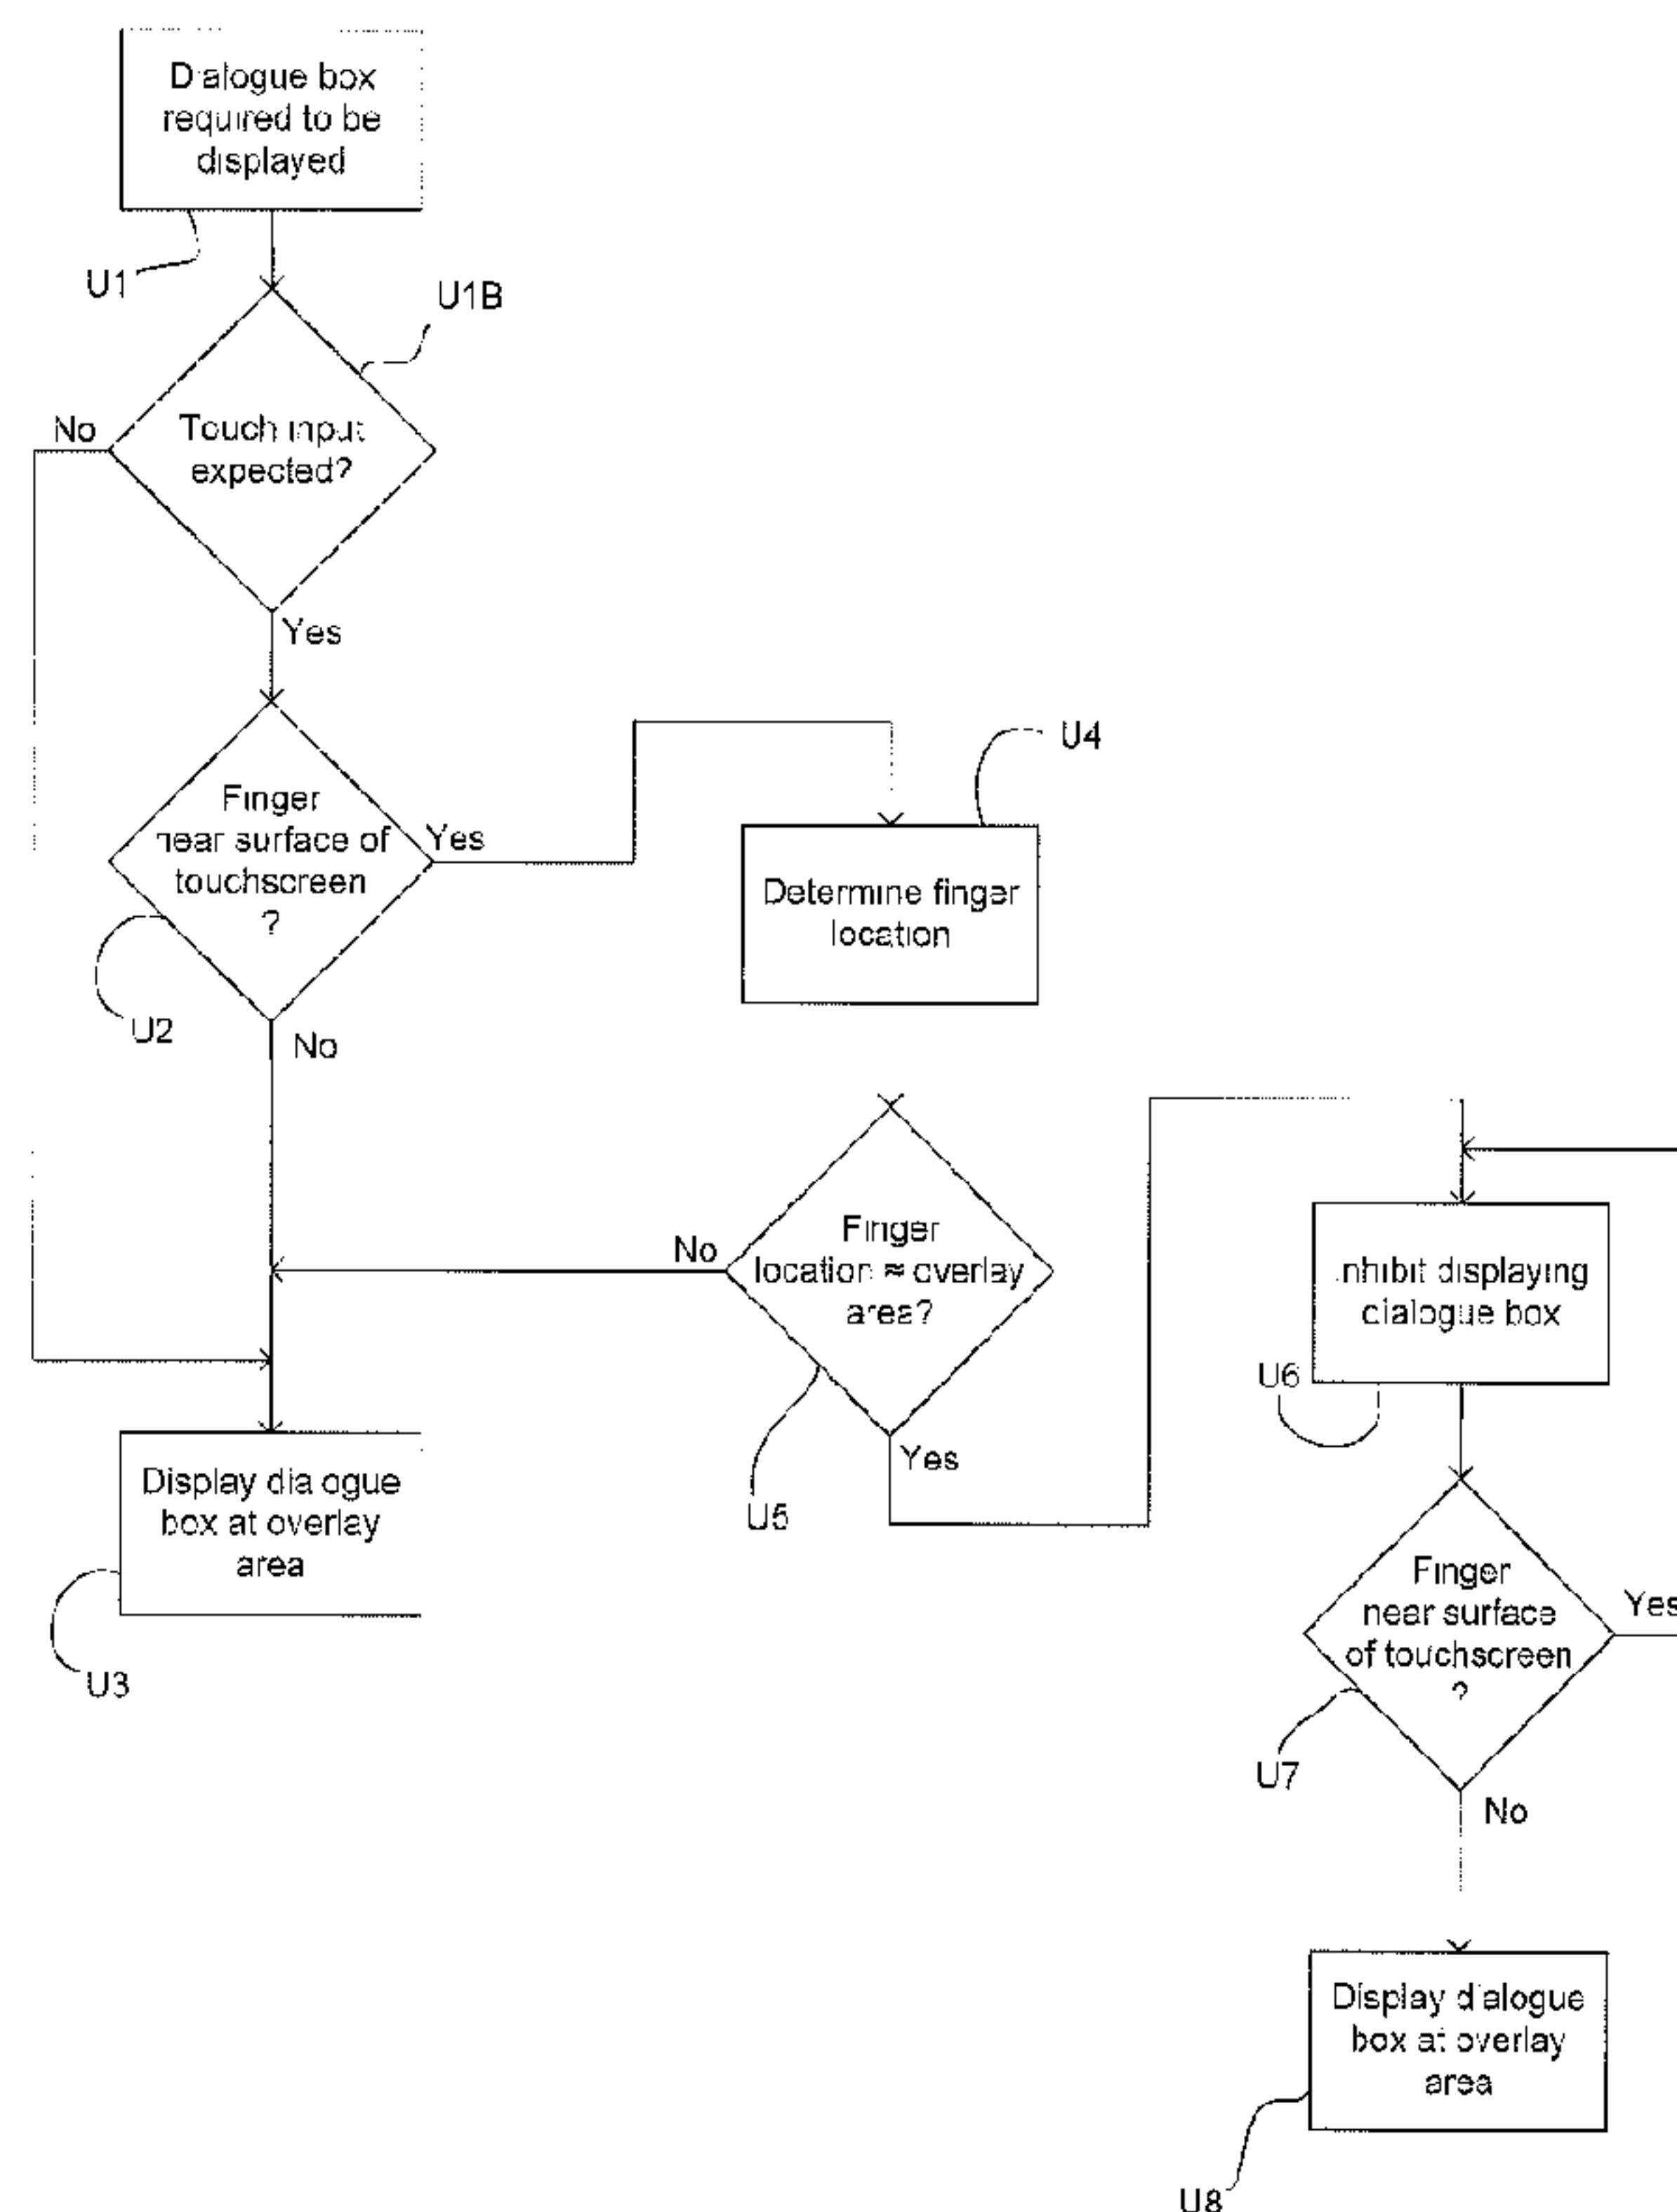 Dialogue box
required to be
displayed
U1
U1B
No
Touch input
expected?
Yes
U4
Finger
near surface of
touchscreen
?
Yes
Determine finger
location
U2
No
Finger
location ≈ overlay
area?
No
Inhibit displaying
dialogue box
U6
Yes
U5
Display dialogue
box at overlay
area
U3
Finger
near surface
of touchscreen
?
Yes
U7
No
Display dialogue
box at overlay
area
U8